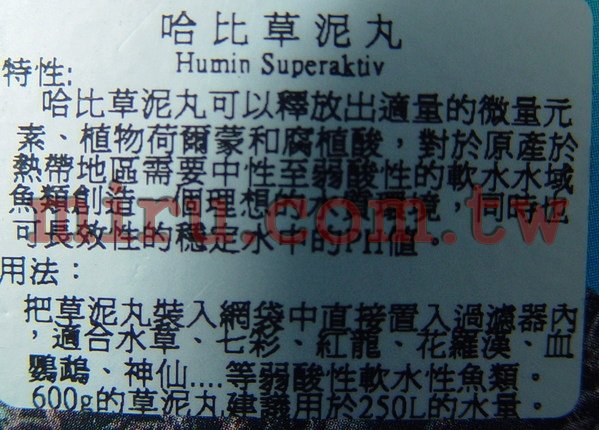 哈比草泥丸
Humin Superaktiv
特性:
哈比草泥丸可以釋放出適量的微量元
素、植物荷爾蒙和腐植酸，對於原產於
熱帶地區需要中性至弱酸性的軟水水域
魚類創造一個理想的水質環境，同時也
可長效性的穩定水中的PH值。
miru.com.tw
用法：
把草泥丸裝入網袋中直接置入過濾器內
，適合水草、七彩、紅龍、花羅漢、血
鸚鵡、神仙....等弱酸性軟水性魚類。
600g的草泥丸建議用於250L的水量。